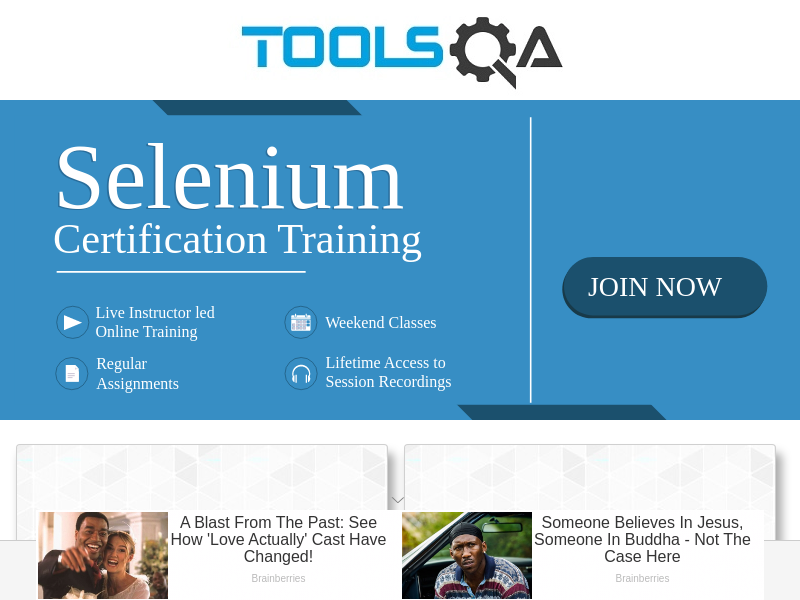 TOOLSQA
Selenium
Certification Training
JOIN NOW
Live Instructor led
Online Training
Weekend Classes
Regular
Assignments
Lifetime Access to
Session Recordings
A Blast From The Past: See
How 'Love Actually' Cast Have
Changed!
Brainberries
Someone Believes In Jesus,
Someone In Buddha - Not The
Case Here
Brainberries